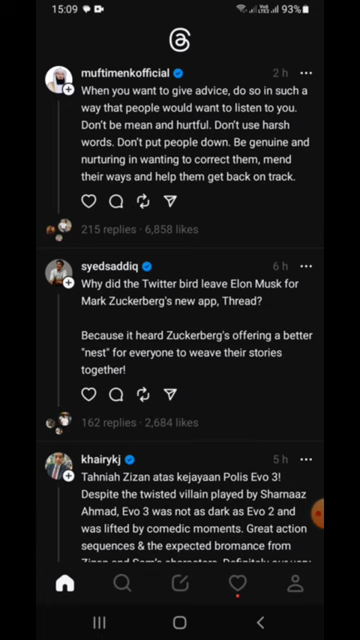 15:09
93%
muftimenkofficial 2 h
When you want to give advice, do so in such a
way that people would want to listen to you.
Don't be mean and hurtful. Don't use harsh
words. Don't put people down. Be genuine and
nurturing in wanting to correct them, mend
their ways and help them get back on track.
215 replies · 6,858 likes
syedsaddiq 6 h
Why did the Twitter bird leave Elon Musk for
Mark Zuckerberg's new app, Thread?
Because it heard Zuckerberg's offering a better
"nest" for everyone to weave their stories
together!
162 replies · 2,684 likes
khairykj 5 h
Tahniah Zizan atas kejayaan Polis Evo 3!
Despite the twisted villain played by Sharnaaz
Ahmad, Evo 3 was not as dark as Evo 2 and
was lifted by comedic moments. Great action
sequences & the expected bromance from